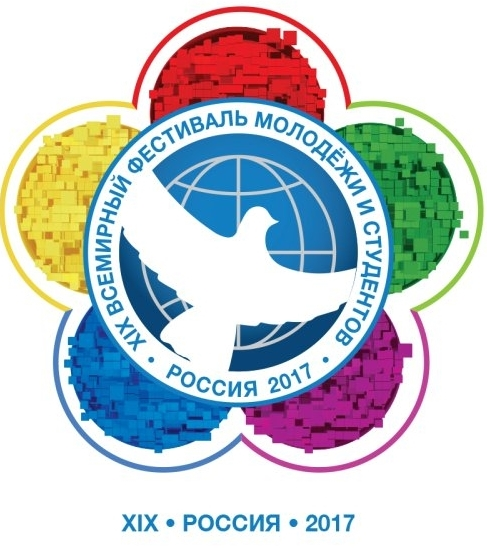 XIX ВСЕМИРНЫЙ ФЕСТИВАЛЬ МОЛОДЁЖИ И СТУДЕНТОВ
• РОССИЯ 2017 •
XIX • РОССИЯ • 2017